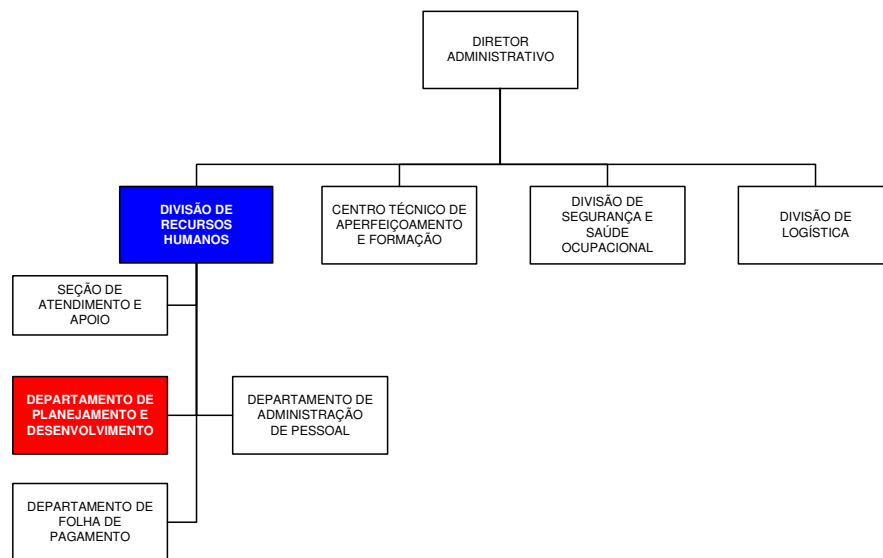 DIRETOR
ADMINISTRATIVO
DIVISÃO DE
RECURSOS
HUMANOS
CENTRO TÉCNICO DE
APERFEIÇOAMENTO
E FORMAÇÃO
DIVISÃO DE
SEGURANÇA E
SAÚDE
OCUPACIONAL
DIVISÃO DE
LOGÍSTICA
SEÇÃO DE
ATENDIMENTO E
APOIO
DEPARTAMENTO DE
PLANEJAMENTO E
DESENVOLVIMENTO
DEPARTAMENTO DE
ADMINISTRAÇÃO
DE PESSOAL
DEPARTAMENTO DE
FOLHA DE
PAGAMENTO